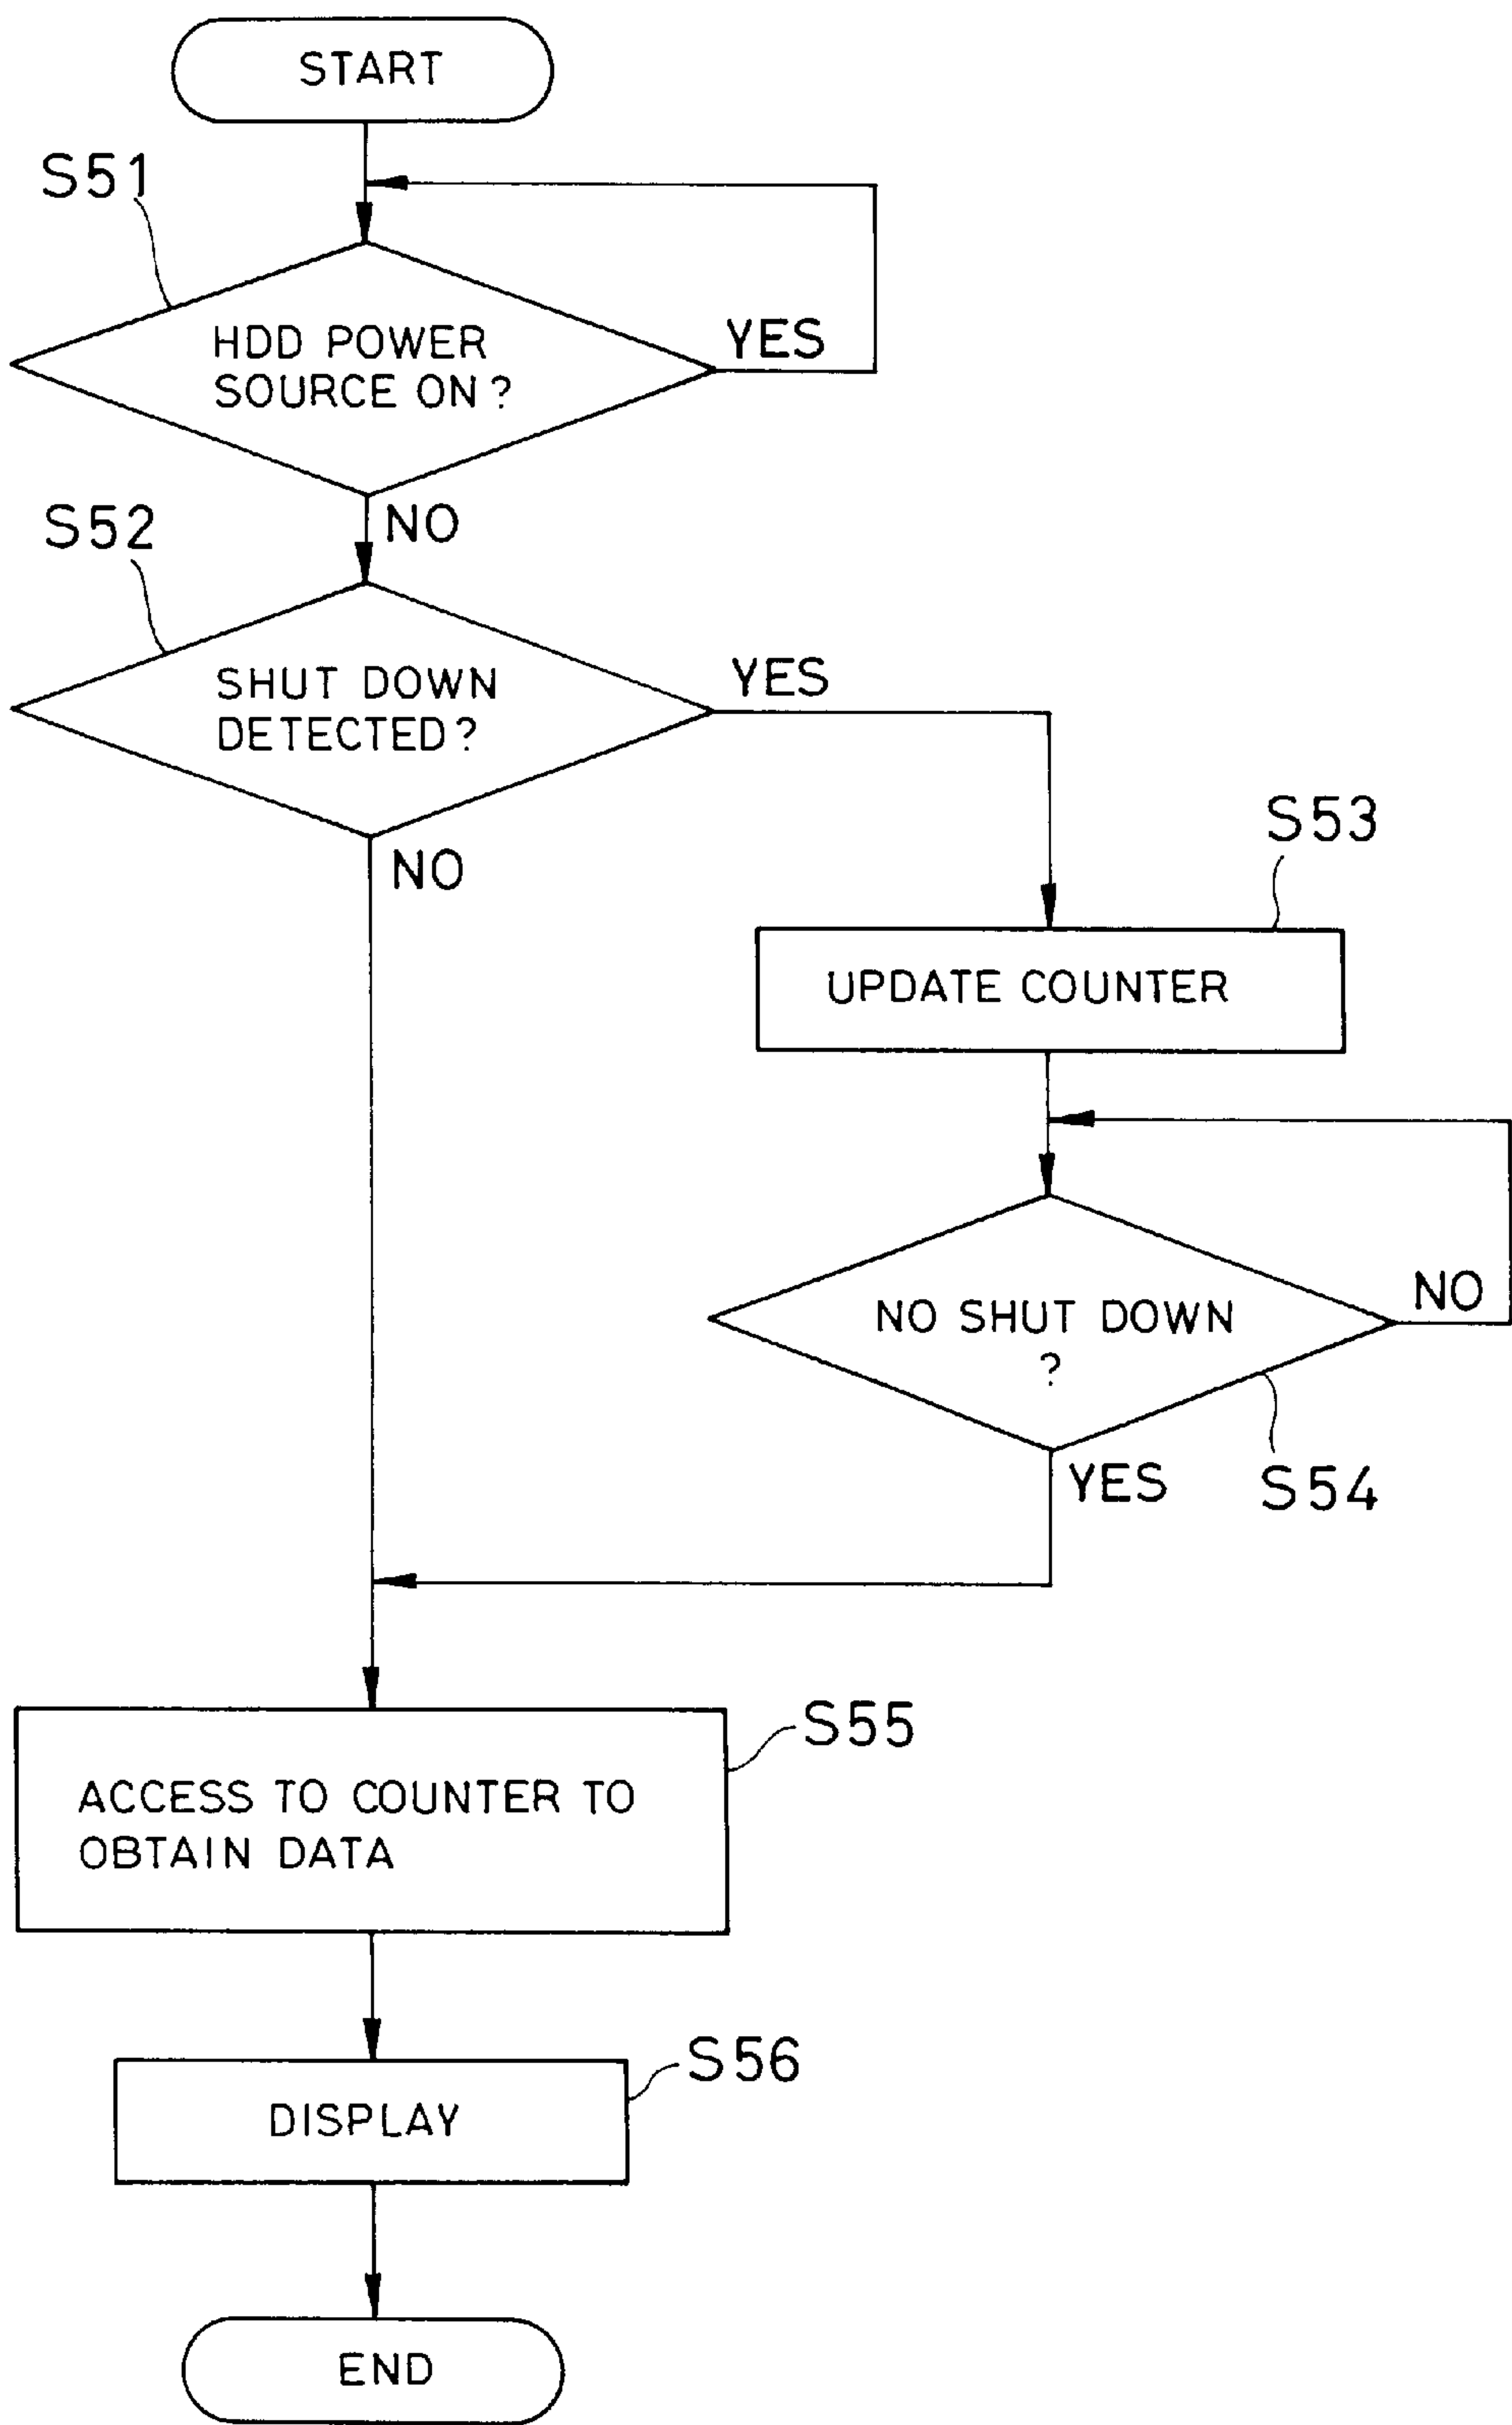 START
S51
HDD POWER
SOURCE ON?
YES
NO
S52
SHUT DOWN
DETECTED?
YES
NO
S53
UPDATE COUNTER
NO SHUT DOWN
?
NO
YES
S54
S55
ACCESS TO COUNTER TO
OBTAIN DATA
S56
DISPLAY
END